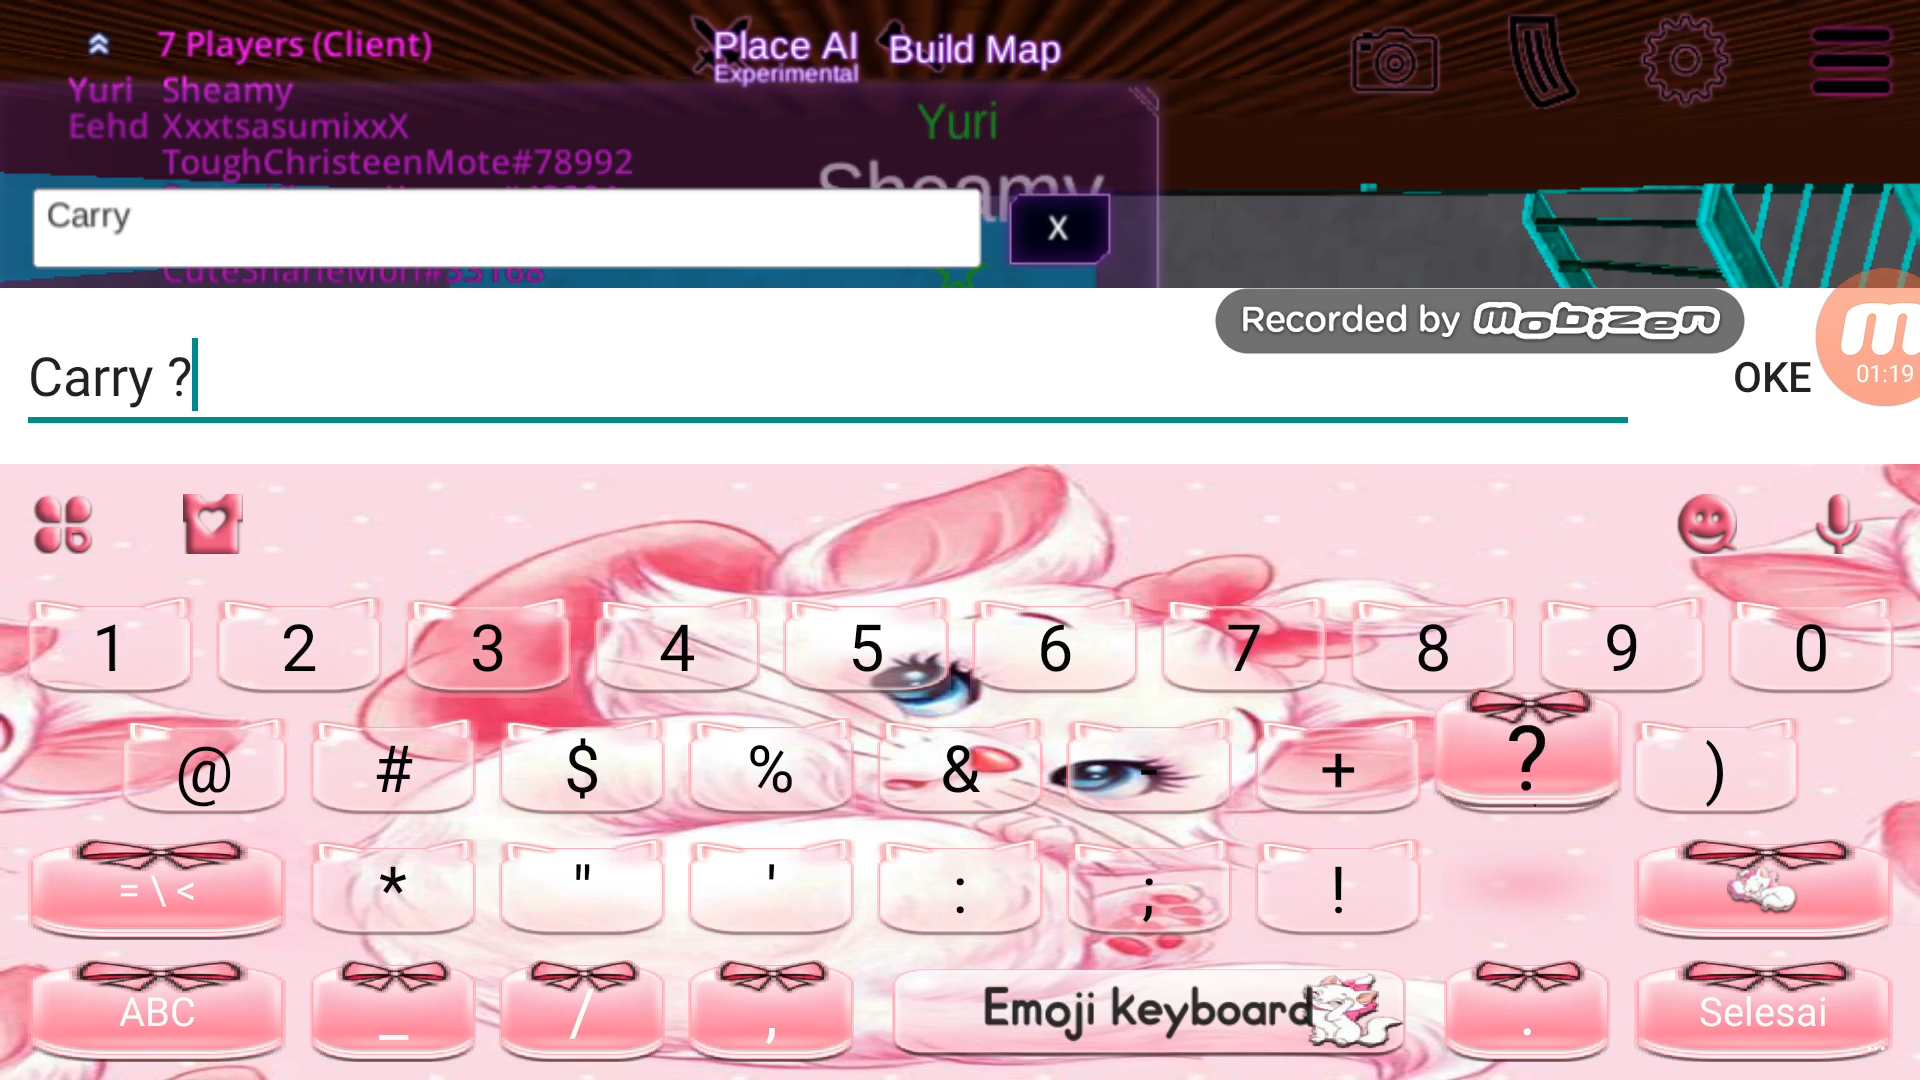 7 Players (Client)
Place AI
Experimental
Build Map
Yuri Sheamy
Eehd XxxtsasumixxX
ToughChristeenMote#78992
Yuri
Sheamy
Carry
X
Recorded by mobizen
Carry ?
OKE
01:19
1 2 3 4 5 6 7 8 9 0
@ # $ % & - + ? )
= \ < * " ' : ; !
ABC _ / , Emoji keyboard . Selesai